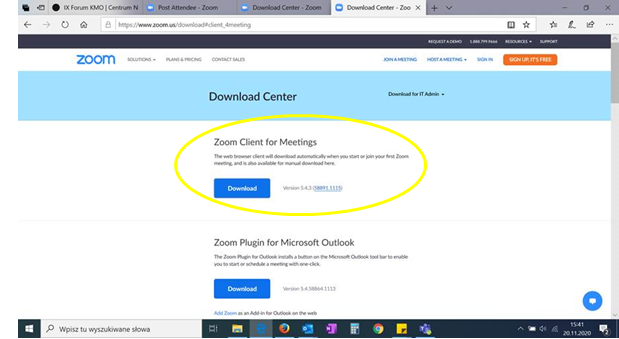 IX Forum KMO | Centrum N
Post Attendee - Zoom
Download Center - Zoom
Download Center - Zoo
https://www.zoom.us/download#client_4meeting
REQUEST A DEMO 1.888.799.9666 RESOURCES SUPPORT
zoom SOLUTIONS PLANS & PRICING CONTACT SALES JOIN A MEETING HOST A MEETING SIGN IN SIGN UP, IT'S FREE
Download Center
Download for IT Admin
Zoom Client for Meetings
The web browser client will download automatically when you start or join your first Zoom
meeting, and is also available for manual download here.
Download
Version 5.4.3 (58891.1115)
Zoom Plugin for Microsoft Outlook
The Zoom Plugin for Outlook installs a button on the Microsoft Outlook tool bar to enable
you to start or schedule a meeting with one-click.
Download
Version 5.4.58864.1113
Add Zoom as an Add-in for Outlook on the web
Wpisz tu wyszukiwane słowa
15:41
20.11.2020